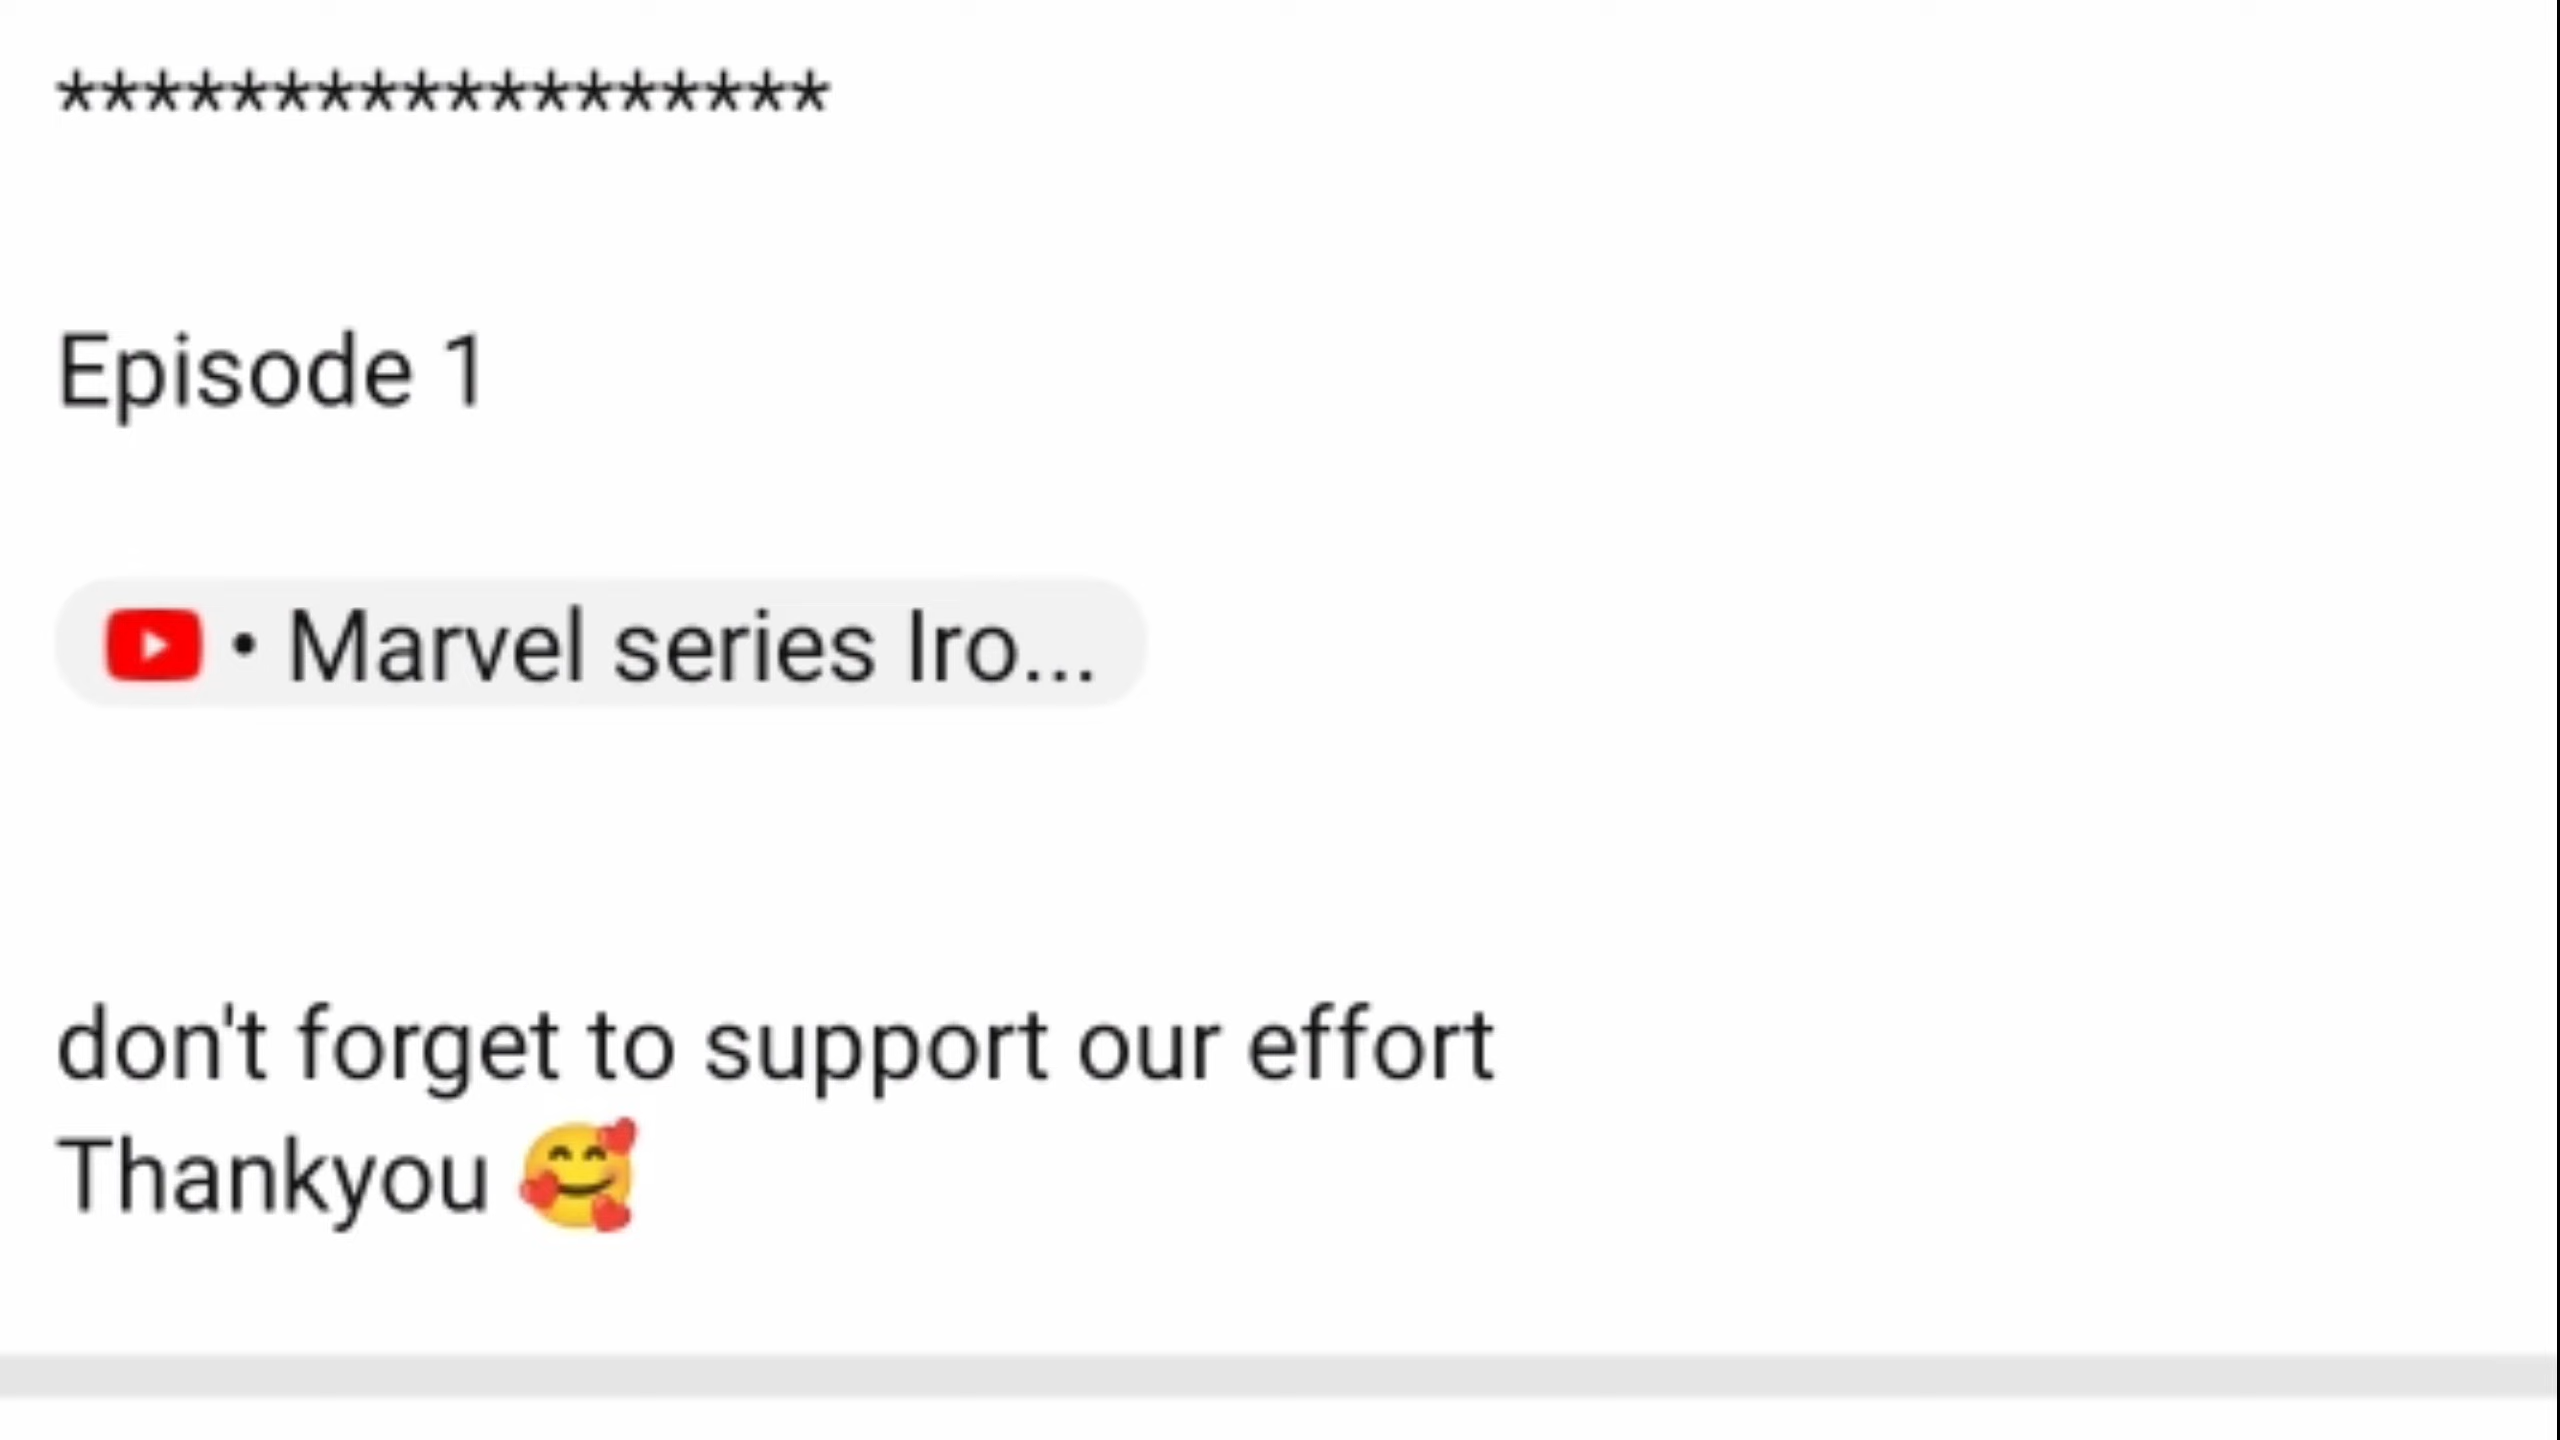 ******************
Episode 1
• Marvel series Iro...
don't forget to support our effort
Thankyou 🥰